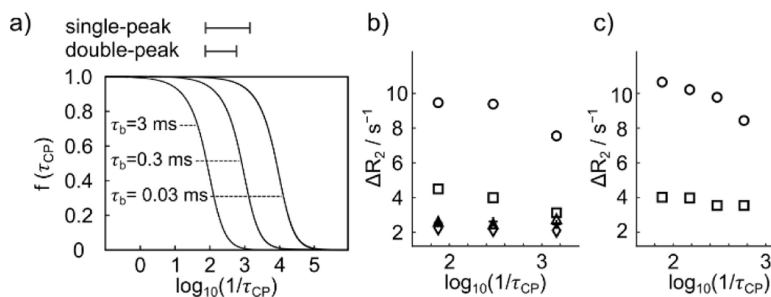 a)
single-peak
double-peak
1.0
0.8
0.6
0.4
0.2
0
f (τCP)
τb=3 ms
τb=0.3 ms
τb= 0.03 ms
0 1 2 3 4 5
log10(1/τCP)
b)
10
8
6
4
2
ΔR2 / s-1
2 3
log10(1/τCP)
c)
10
8
6
4
2
ΔR2 / s-1
2 3
log10(1/τCP)